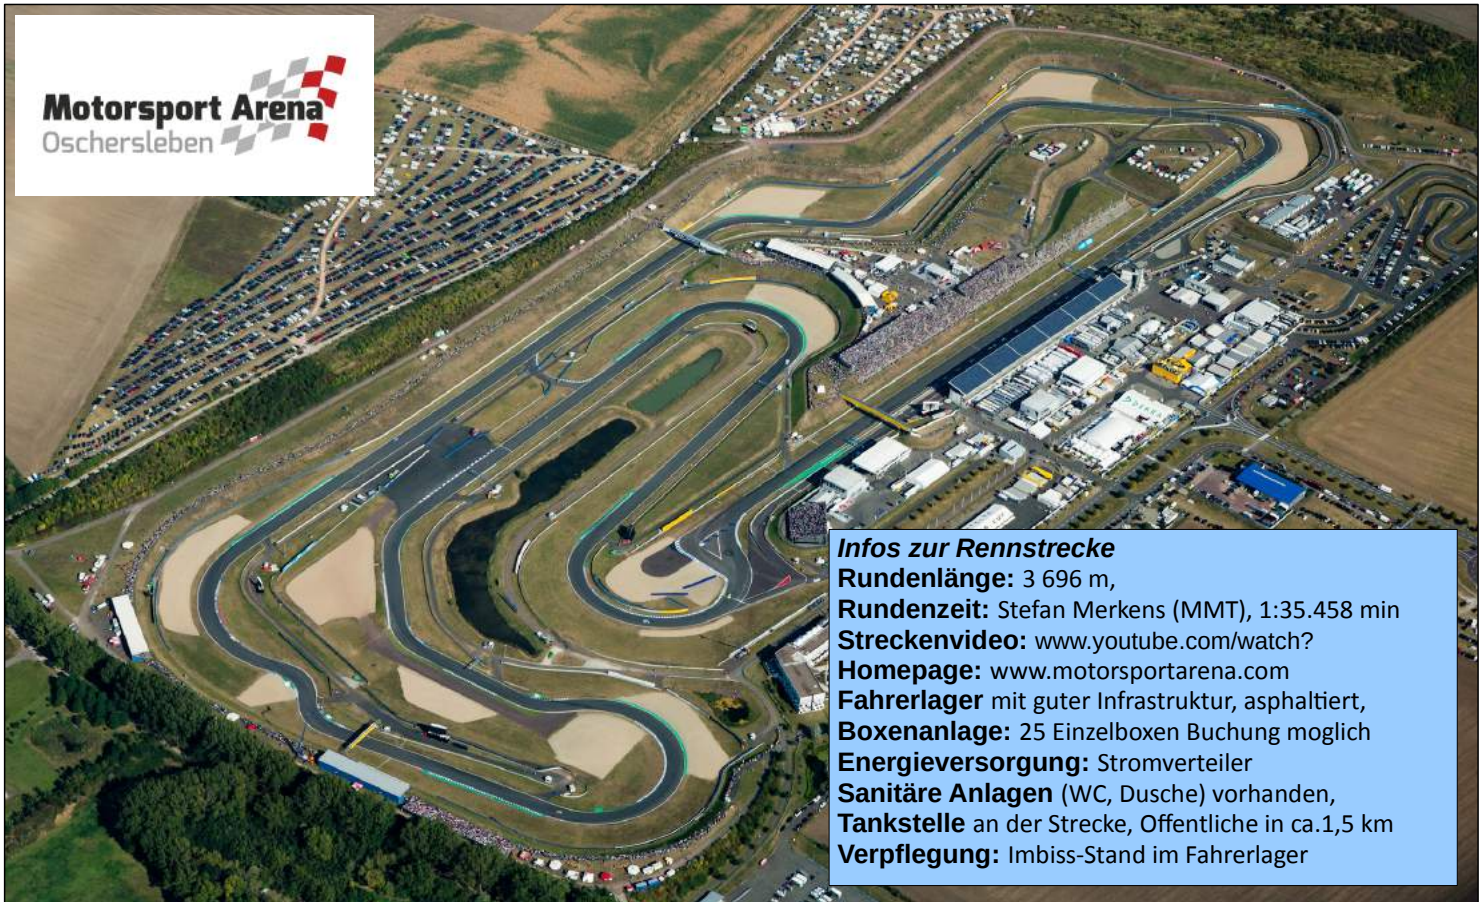 Motorsport Arena
Oschersleben
Infos zur Rennstrecke
Rundenlänge: 3 696 m,
Rundenzeit: Stefan Merkens (MMT), 1:35.458 min
Streckenvideo: www.youtube.com/watch?
Homepage: www.motorsportarena.com
Fahrerlager mit guter Infrastruktur, asphaltiert,
Boxenanlage: 25 Einzelboxen Buchung moglich
Energieversorgung: Stromverteiler
Sanitäre Anlagen (WC, Dusche) vorhanden,
Tankstelle an der Strecke, Offentliche in ca.1,5 km
Verpflegung: Imbiss-Stand im Fahrerlager